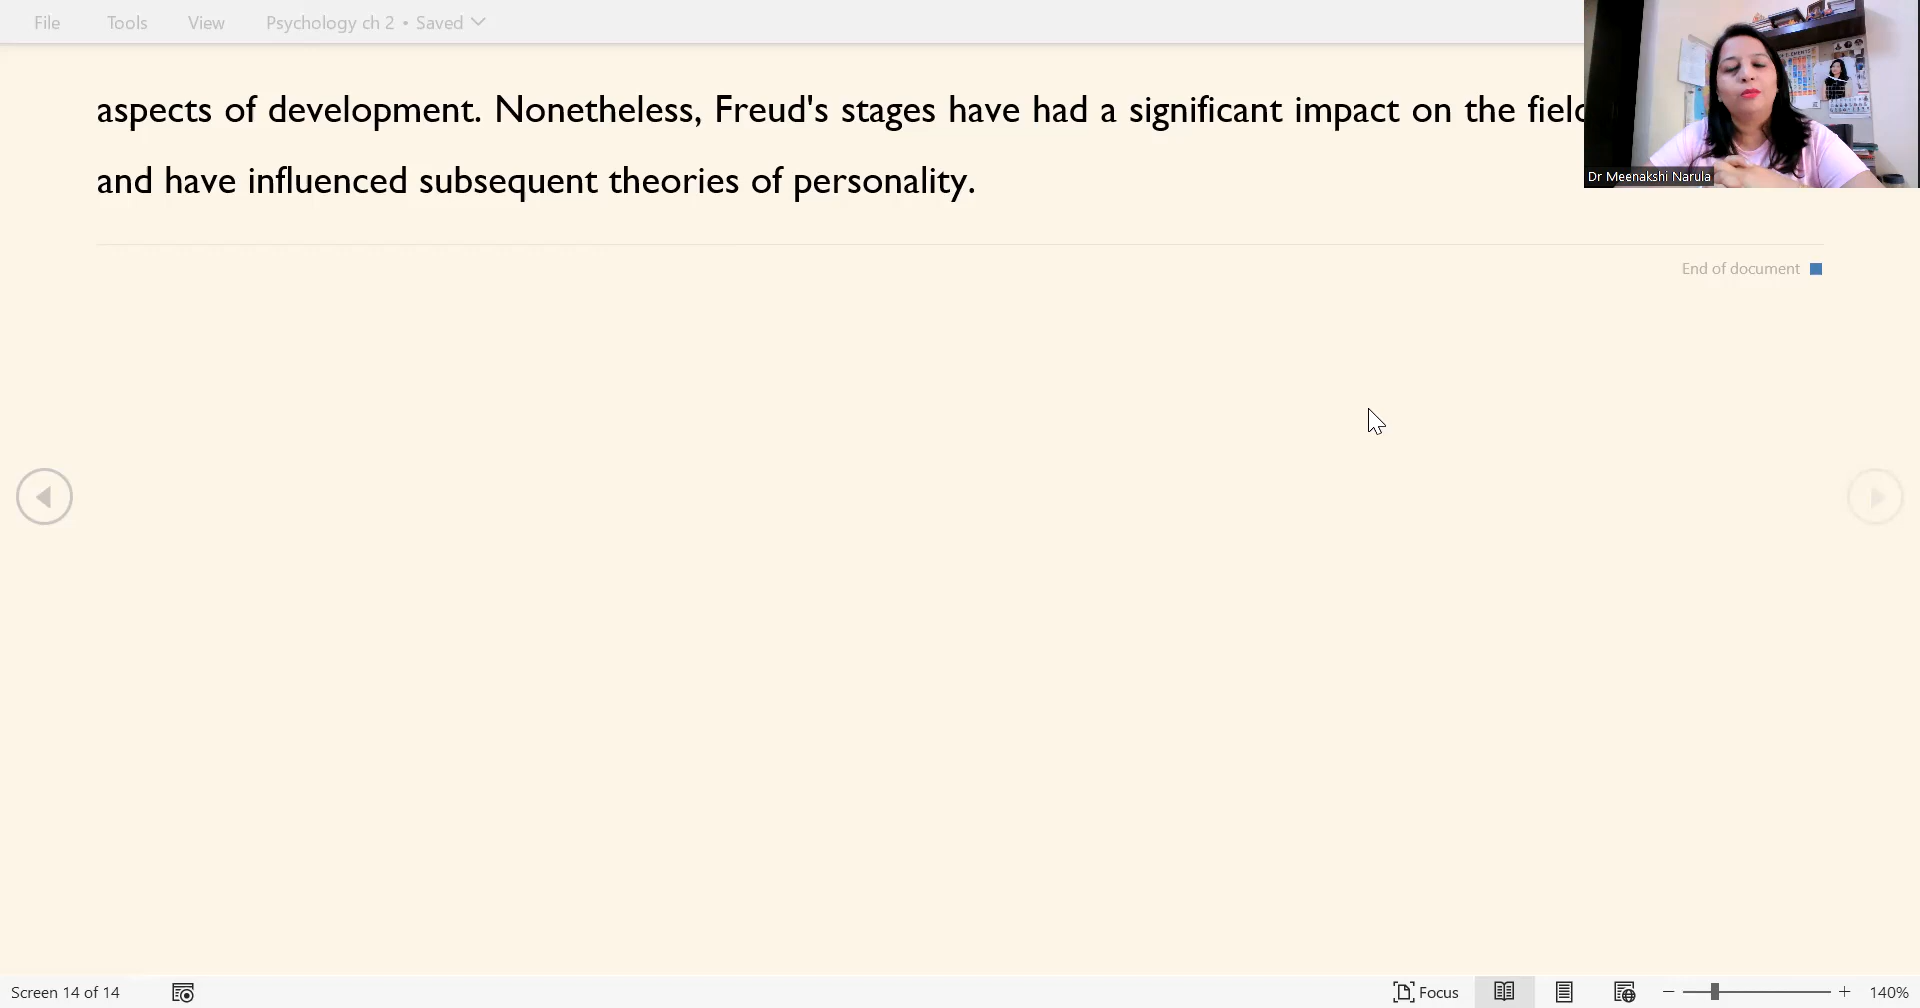 File Tools View Psychology ch 2 • Saved
aspects of development. Nonetheless, Freud's stages have had a significant impact on the
and have influenced subsequent theories of personality.
Dr Meenakshi Narula
End of document
Screen 14 of 14
Focus
140%